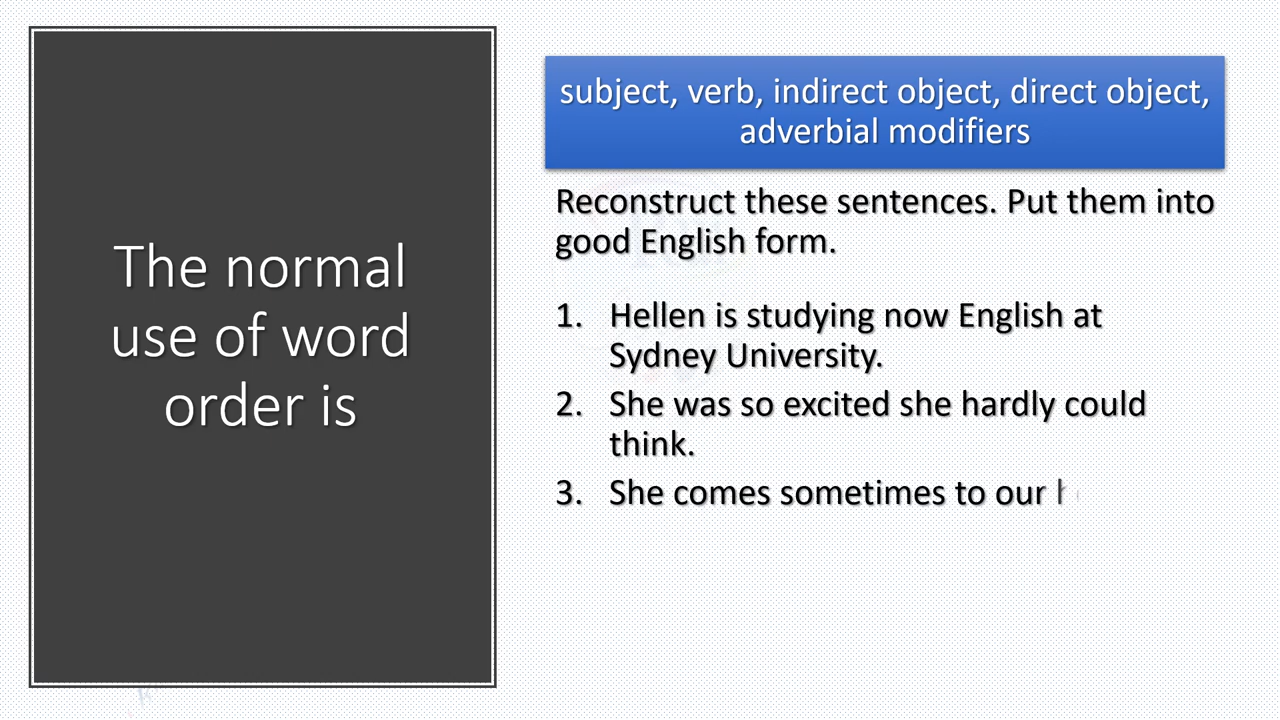 The normal
use of word
order is
subject, verb, indirect object, direct object,
adverbial modifiers
Reconstruct these sentences. Put them into
good English form.
1. Hellen is studying now English at
Sydney University.
2. She was so excited she hardly could
think.
3. She comes sometimes to our